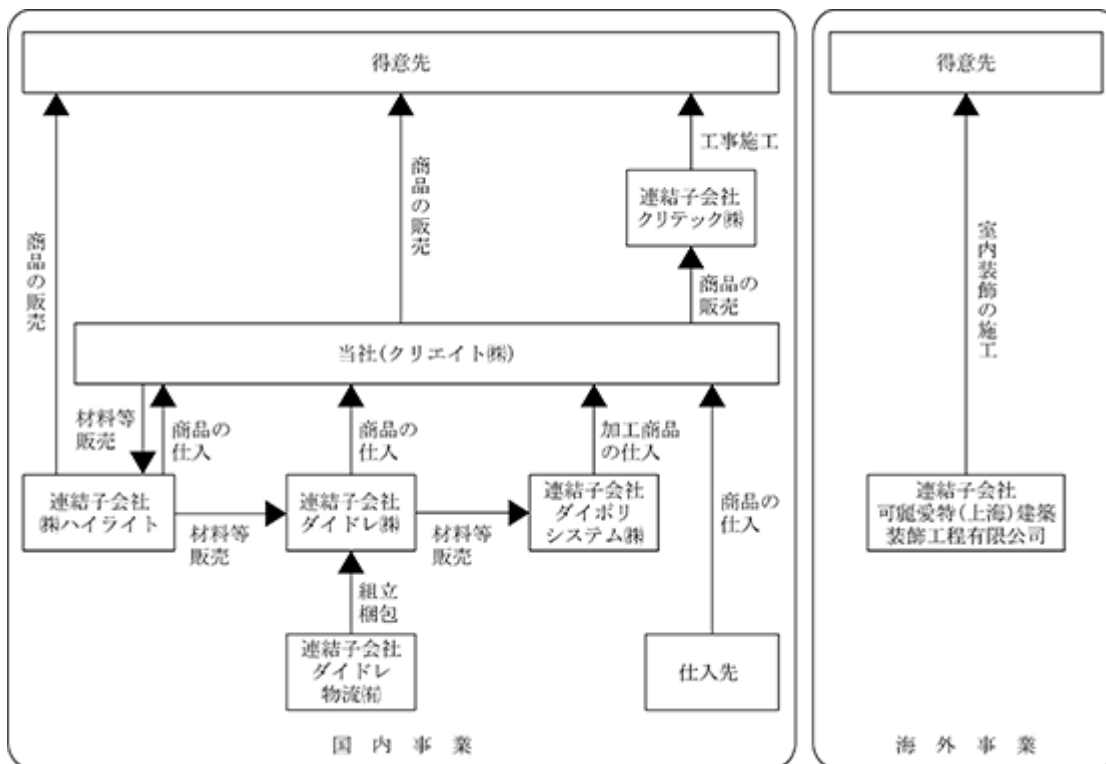 得意先
得意先
工事施工
連結子会社
クリテック㈱
商品の販売
商品の販売
商品の
販売
室内装飾の施工
当社(クリエイト㈱)
材料等
販売
商品の
仕入
商品の
仕入
加工商品
の仕入
商品の
仕入
連結子会社
㈱ハイライト
材料等
販売
連結子会社
ダイドレ㈱
材料等
販売
連結子会社
ダイポリ
システム㈱
連結子会社
可麗愛特(上海)建築
装飾工程有限公司
組立
梱包
連結子会社
ダイドレ
物流㈲
仕入先
国内事業
海外事業